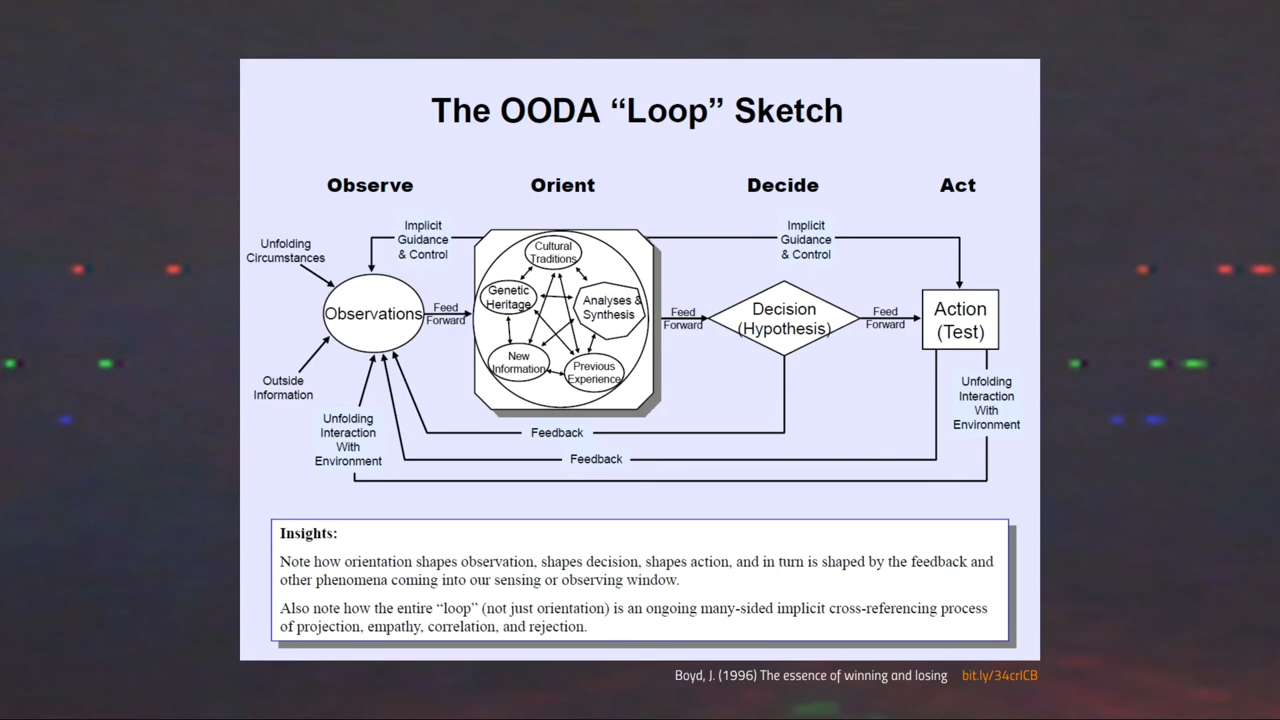 The OODA “Loop” Sketch
Observe
Orient
Decide
Act
Implicit
Guidance
& Control
Implicit
Guidance
& Control
Unfolding
Circumstances
Cultural
Traditions
Genetic
Heritage
Analyses &
Synthesis
New
Information
Previous
Experience
Observations
Feed
Forward
Feed
Forward
Decision
(Hypothesis)
Feed
Forward
Action
(Test)
Outside
Information
Unfolding
Interaction
With
Environment
Unfolding
Interaction
With
Environment
Feedback
Feedback
Insights:
Note how orientation shapes observation, shapes decision, shapes action, and in turn is shaped by the feedback and
other phenomena coming into our sensing or observing window.
Also note how the entire “loop” (not just orientation) is an ongoing many-sided implicit cross-referencing process
of projection, empathy, correlation, and rejection.
Boyd, J. (1996) The essence of winning and losing bit.ly/34crlCB